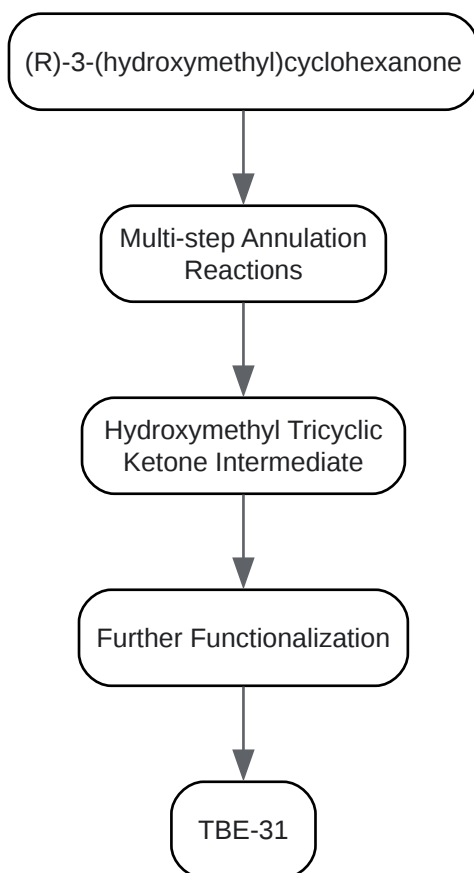 (R)-3-(hydroxymethyl)cyclohexanone
Multi-step Annulation
Reactions
Hydroxymethyl Tricyclic
Ketone Intermediate
Further Functionalization
TBE-31